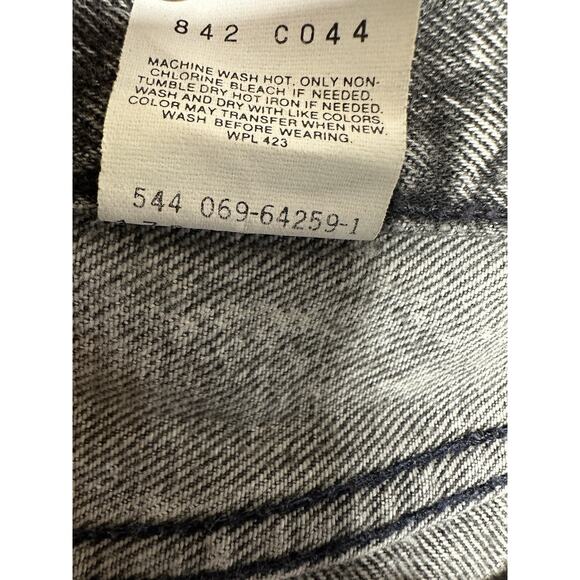 842 C044
MACHINE WASH HOT, ONLY NON-
CHLORINE BLEACH IF NEEDED.
TUMBLE DRY HOT IRON IF NEEDED.
WASH AND DRY WITH LIKE COLORS.
COLOR MAY TRANSFER WHEN NEW.
WASH BEFORE WEARING.
WPL 423
544 069-64259-1